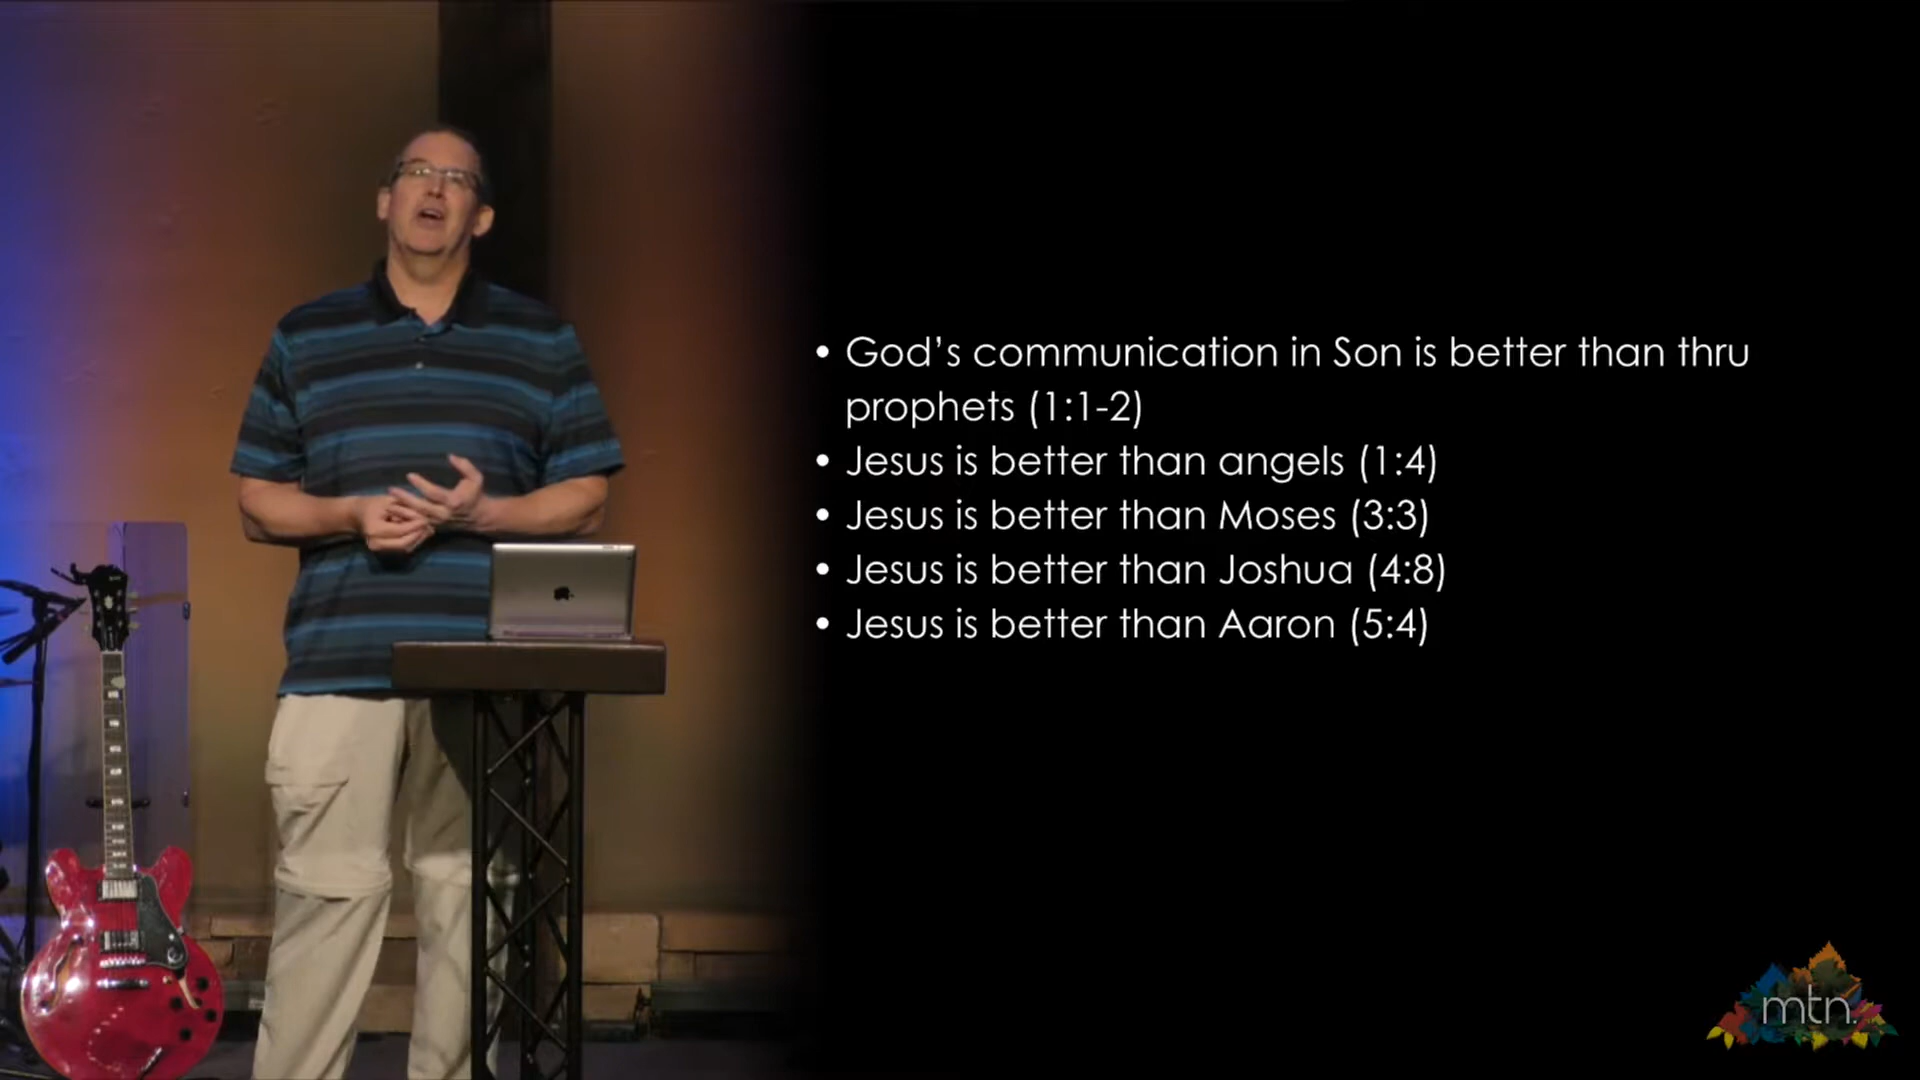 • God’s communication in Son is better than thru
prophets (1:1-2)
• Jesus is better than angels (1:4)
• Jesus is better than Moses (3:3)
• Jesus is better than Joshua (4:8)
• Jesus is better than Aaron (5:4)
mtn.